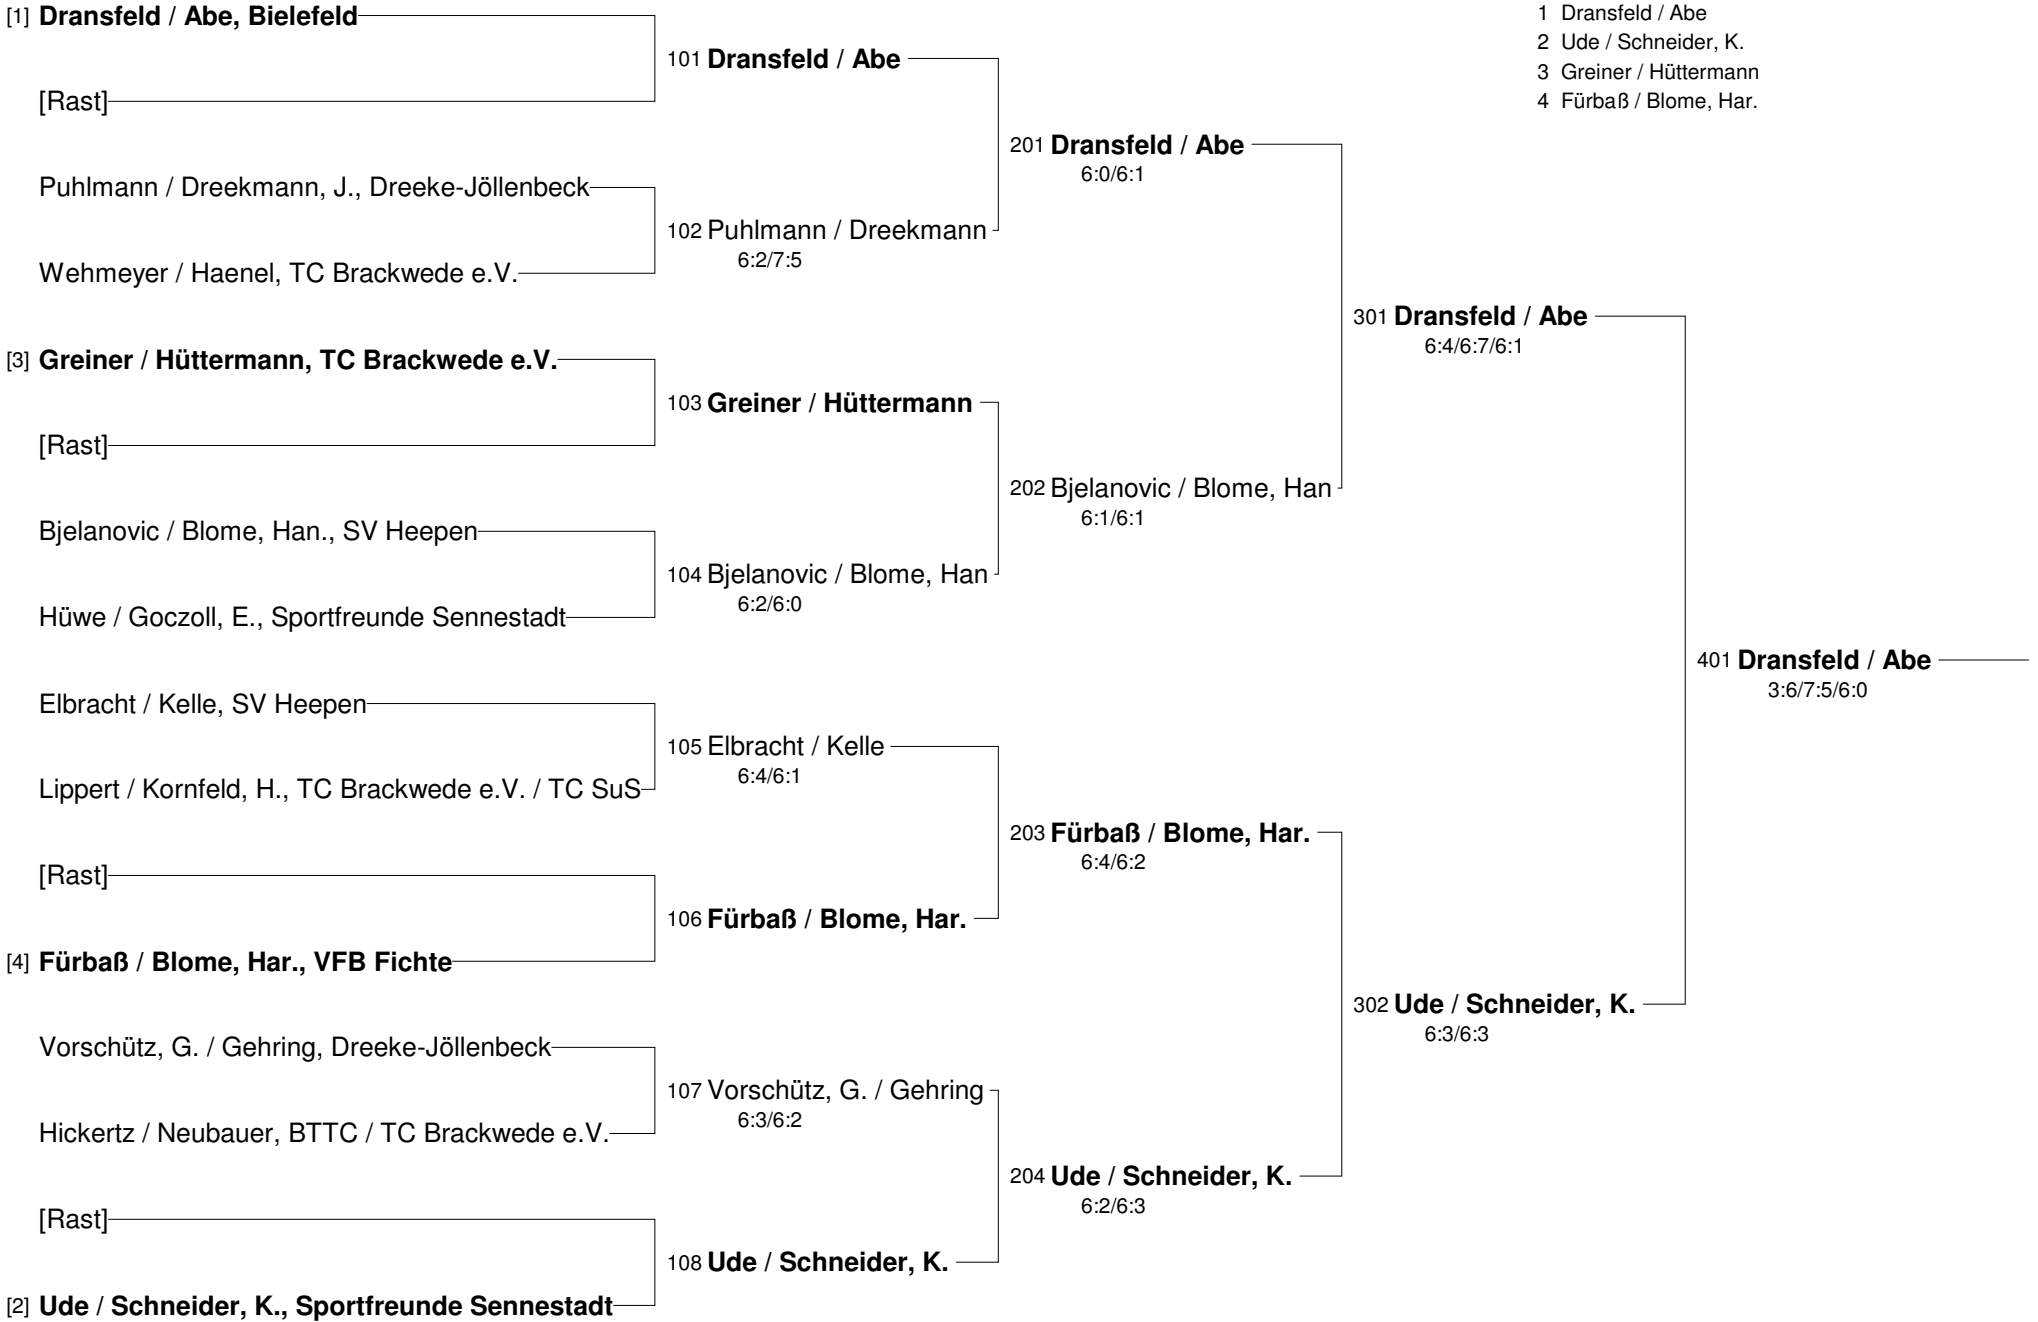 [1] Dransfeld / Abe, Bielefeld
[Rast]
Puhlmann / Dreekmann, J., Dreeke-Jöllenbeck
Wehmeyer / Haenel, TC Brackwede e.V.
[3] Greiner / Hüttermann, TC Brackwede e.V.
[Rast]
Bjelanovic / Blome, Han., SV Heepen
Hüwe / Goczoll, E., Sportfreunde Sennestadt
Elbracht / Kelle, SV Heepen
Lippert / Kornfeld, H., TC Brackwede e.V. / TC SuS
[Rast]
[4] Fürbaß / Blome, Har., VFB Fichte
Vorschütz, G. / Gehring, Dreeke-Jöllenbeck
Hickertz / Neubauer, BTTC / TC Brackwede e.V.
[Rast]
[2] Ude / Schneider, K., Sportfreunde Sennestadt
101 Dransfeld / Abe
102 Puhlmann / Dreekmann
6:2/7:5
103 Greiner / Hüttermann
104 Bjelanovic / Blome, Han
6:2/6:0
105 Elbracht / Kelle
6:4/6:1
106 Fürbaß / Blome, Har.
107 Vorschütz, G. / Gehring
6:3/6:2
108 Ude / Schneider, K.
201 Dransfeld / Abe
6:0/6:1
202 Bjelanovic / Blome, Han
6:1/6:1
203 Fürbaß / Blome, Har.
6:4/6:2
204 Ude / Schneider, K.
6:2/6:3
301 Dransfeld / Abe
6:4/6:7/6:1
302 Ude / Schneider, K.
6:3/6:3
401 Dransfeld / Abe
3:6/7:5/6:0
1 Dransfeld / Abe
2 Ude / Schneider, K.
3 Greiner / Hüttermann
4 Fürbaß / Blome, Har.